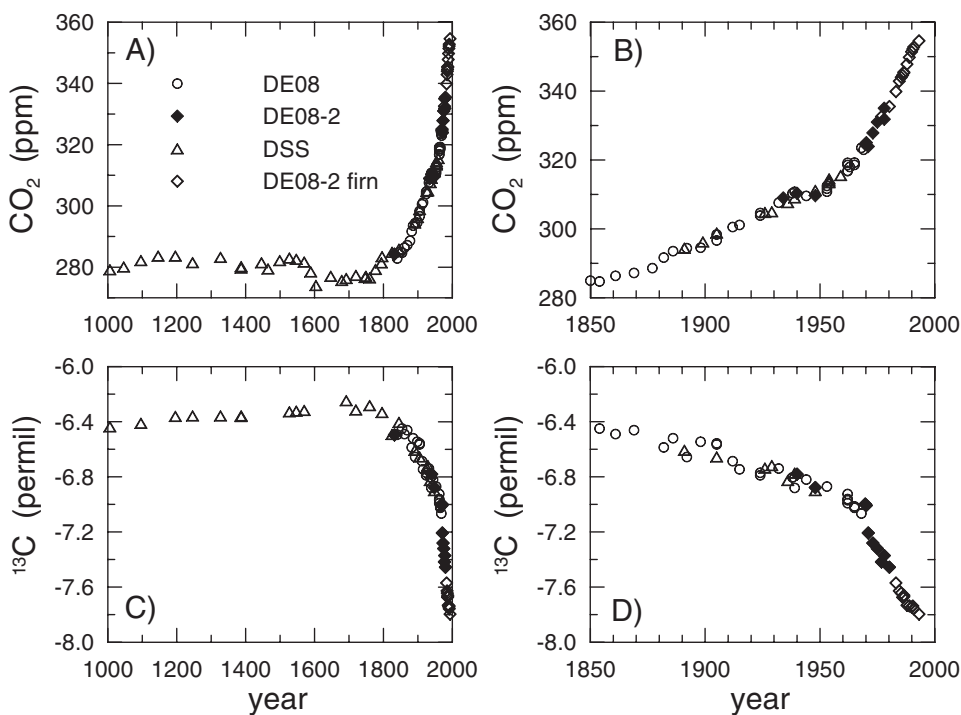 CO2 (ppm)
360
340
320
300
280
A)
DE08
DE08-2
DSS
DE08-2 firn
1000 1200 1400 1600 1800 2000
CO2 (ppm)
360
340
320
300
280
B)
1850 1900 1950 2000
13C (permil)
-6.0
-6.4
-6.8
-7.2
-7.6
-8.0
C)
1000 1200 1400 1600 1800 2000
year
13C (permil)
-6.0
-6.4
-6.8
-7.2
-7.6
-8.0
D)
1850 1900 1950 2000
year